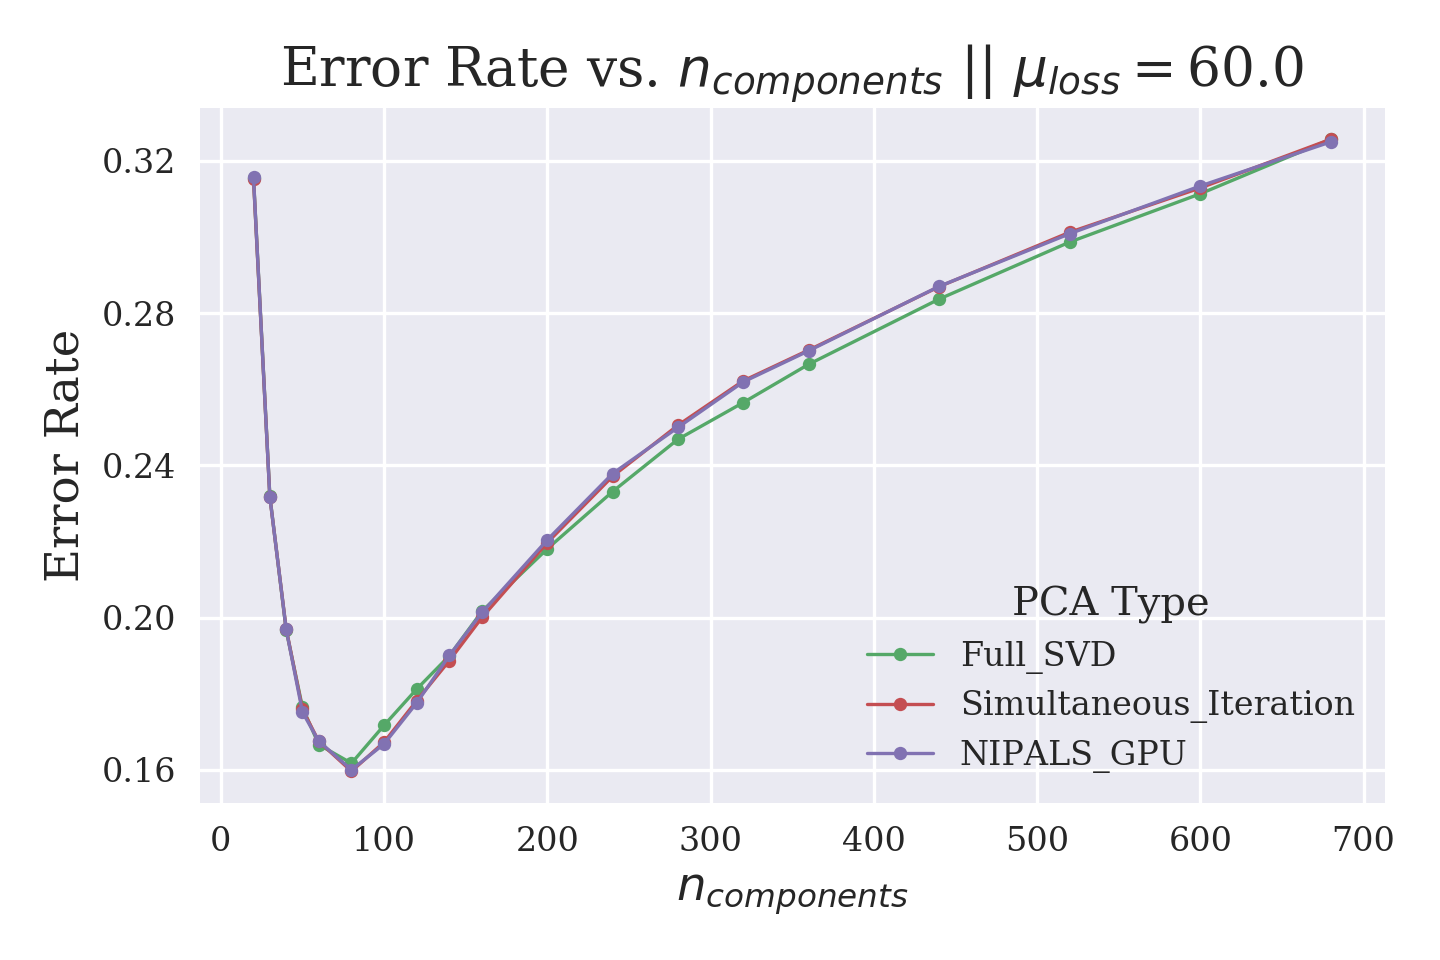 Error Rate vs. n_components || μ_loss = 60.0
0.32
0.28
0.24
0.20
0.16
Error Rate
PCA Type
Full_SVD
Simultaneous_Iteration
NIPALS_GPU
0 100 200 300 400 500 600 700
n_components